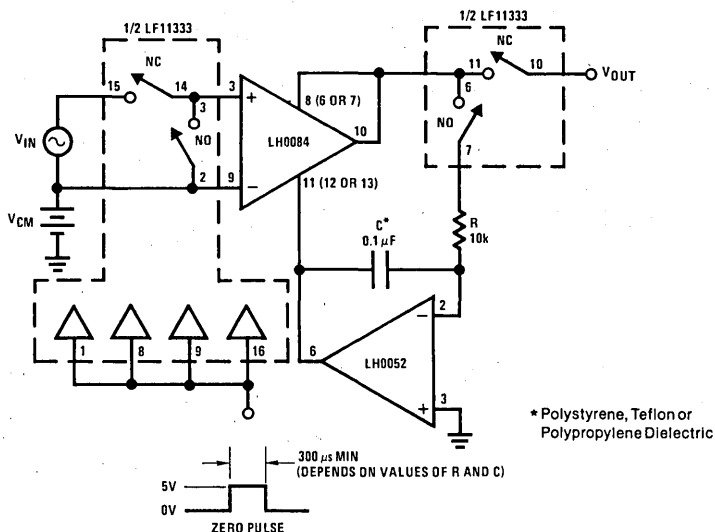 1/2 LF11333
1/2 LF11333
NC
15
14
3
3
NO
2
9
+
−
LH0084
8 (6 OR 7)
10
11 (12 OR 13)
NC
11
10
VOUT
6
NO
7
VIN
VCM
C*
0.1 μF
R
10k
1
8
9
16
6
LH0052
2
−
3
+
* Polystyrene, Teflon or
Polypropylene Dielectric
300 μs MIN
(DEPENDS ON VALUES OF R AND C)
5V
0V
ZERO PULSE